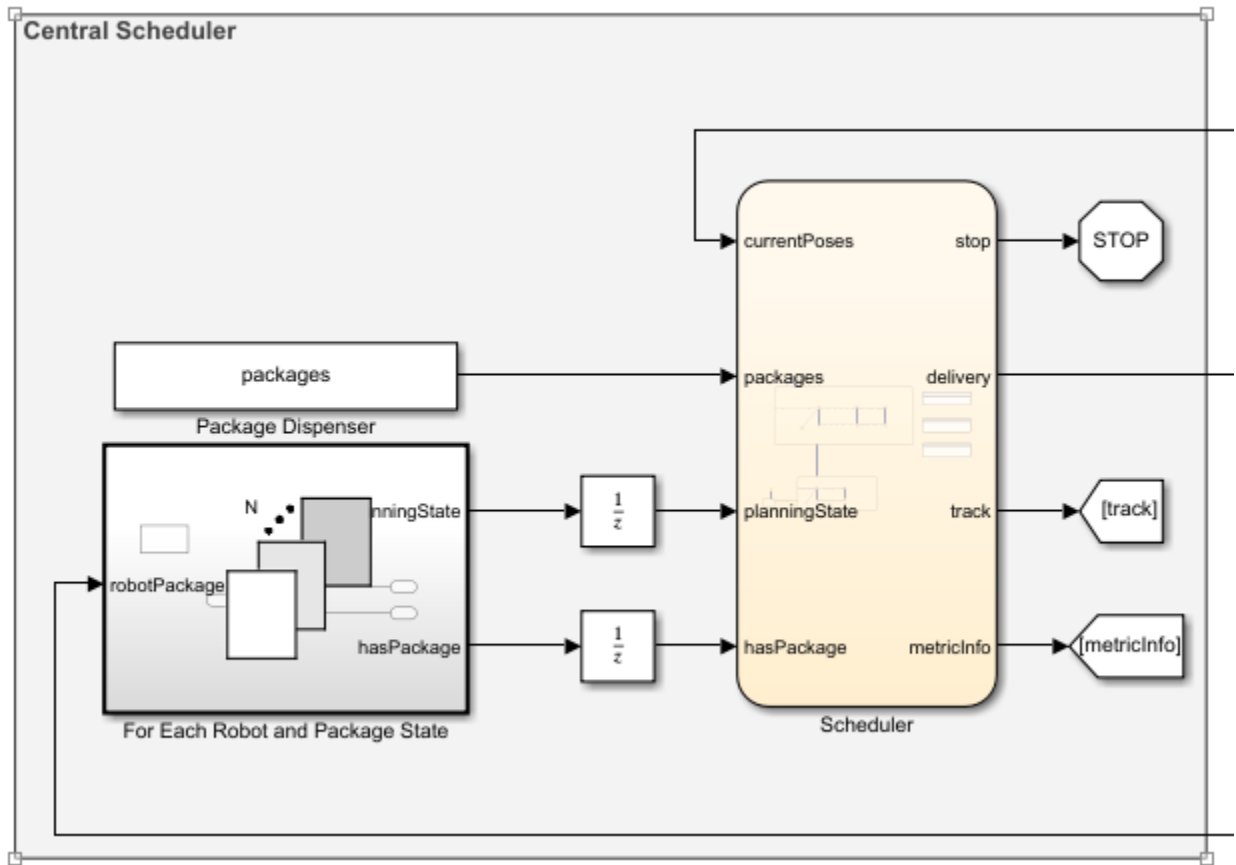 Central Scheduler
currentPoses
stop
STOP
packages
Package Dispenser
packages
delivery
N
nningState
1
z
planningState
track
[track]
robotPackage
hasPackage
1
z
hasPackage
metricInfo
[metricInfo]
For Each Robot and Package State
Scheduler